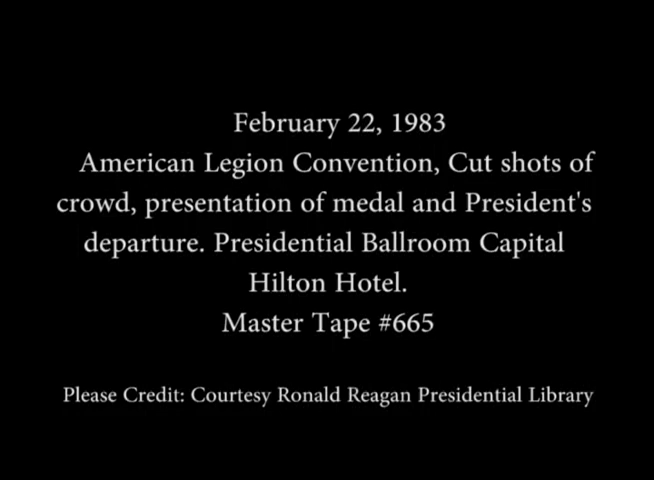 February 22, 1983
American Legion Convention, Cut shots of
crowd, presentation of medal and President's
departure. Presidential Ballroom Capital
Hilton Hotel.
Master Tape #665
Please Credit: Courtesy Ronald Reagan Presidential Library